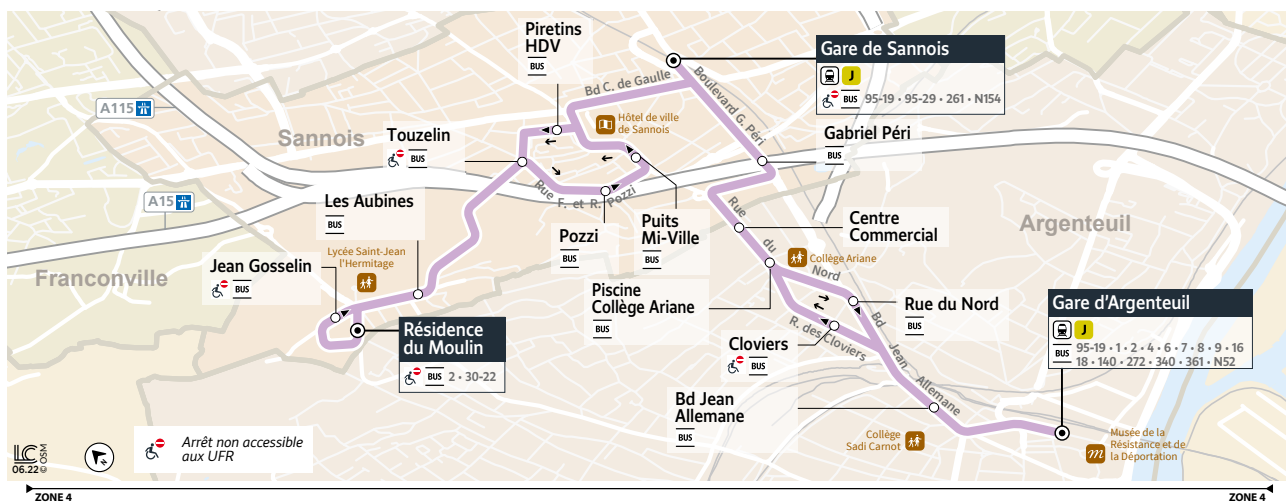 Piretins
HDV
BUS
Gare de Sannois
J
BUS 95-19 • 95-29 • 261 • N154
Bd C. de Gaulle
Boulevard G. Péri
A115
Hôtel de ville
de Sannois
Sannois
Touzelin
BUS
Gabriel Péri
BUS
Rue F. et R. Pozzi
A15
Les Aubines
BUS
Pozzi
BUS
Puits
Mi-Ville
BUS
Rue du Nord
Centre
Commercial
Argenteuil
Franconville
Lycée Saint-Jean
l'Hermitage
Jean Gosselin
BUS
Collège Ariane
Piscine
Collège Ariane
BUS
Rue du Nord
BUS
Gare d'Argenteuil
J
BUS 95-19 • 1 • 2 • 4 • 6 • 7 • 8 • 9 • 16
18 • 140 • 272 • 340 • 361 • N52
Résidence
du Moulin
BUS 2 • 30-22
Cloviers
BUS
R. des Cloviers
Bd Jean Allemane
Bd Jean
Allemane
BUS
Collège
Sadi Carnot
m
Musée de la
Résistance et de
la Déportation
LC
06.22 © OSM
Arrêt non accessible
aux UFR
ZONE 4
ZONE 4